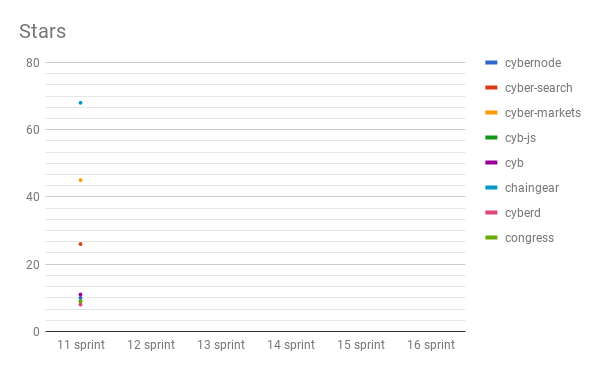 Stars
80
60
40
20
0
11 sprint 12 sprint 13 sprint 14 sprint 15 sprint 16 sprint
cybernode
cyber-search
cyber-markets
cyb-js
cyb
chaingear
cyberd
congress